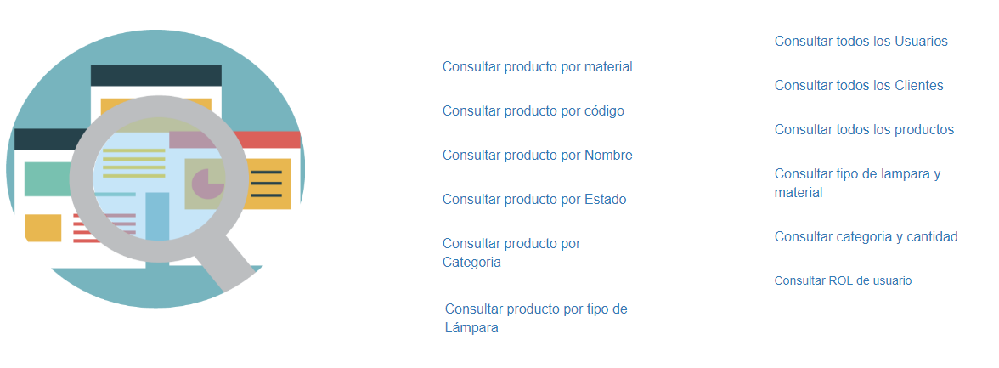 Consultar producto por material
Consultar producto por código
Consultar producto por Nombre
Consultar producto por Estado
Consultar producto por
Categoria
Consultar producto por tipo de
Lámpara
Consultar todos los Usuarios
Consultar todos los Clientes
Consultar todos los productos
Consultar tipo de lampara y
material
Consultar categoria y cantidad
Consultar ROL de usuario